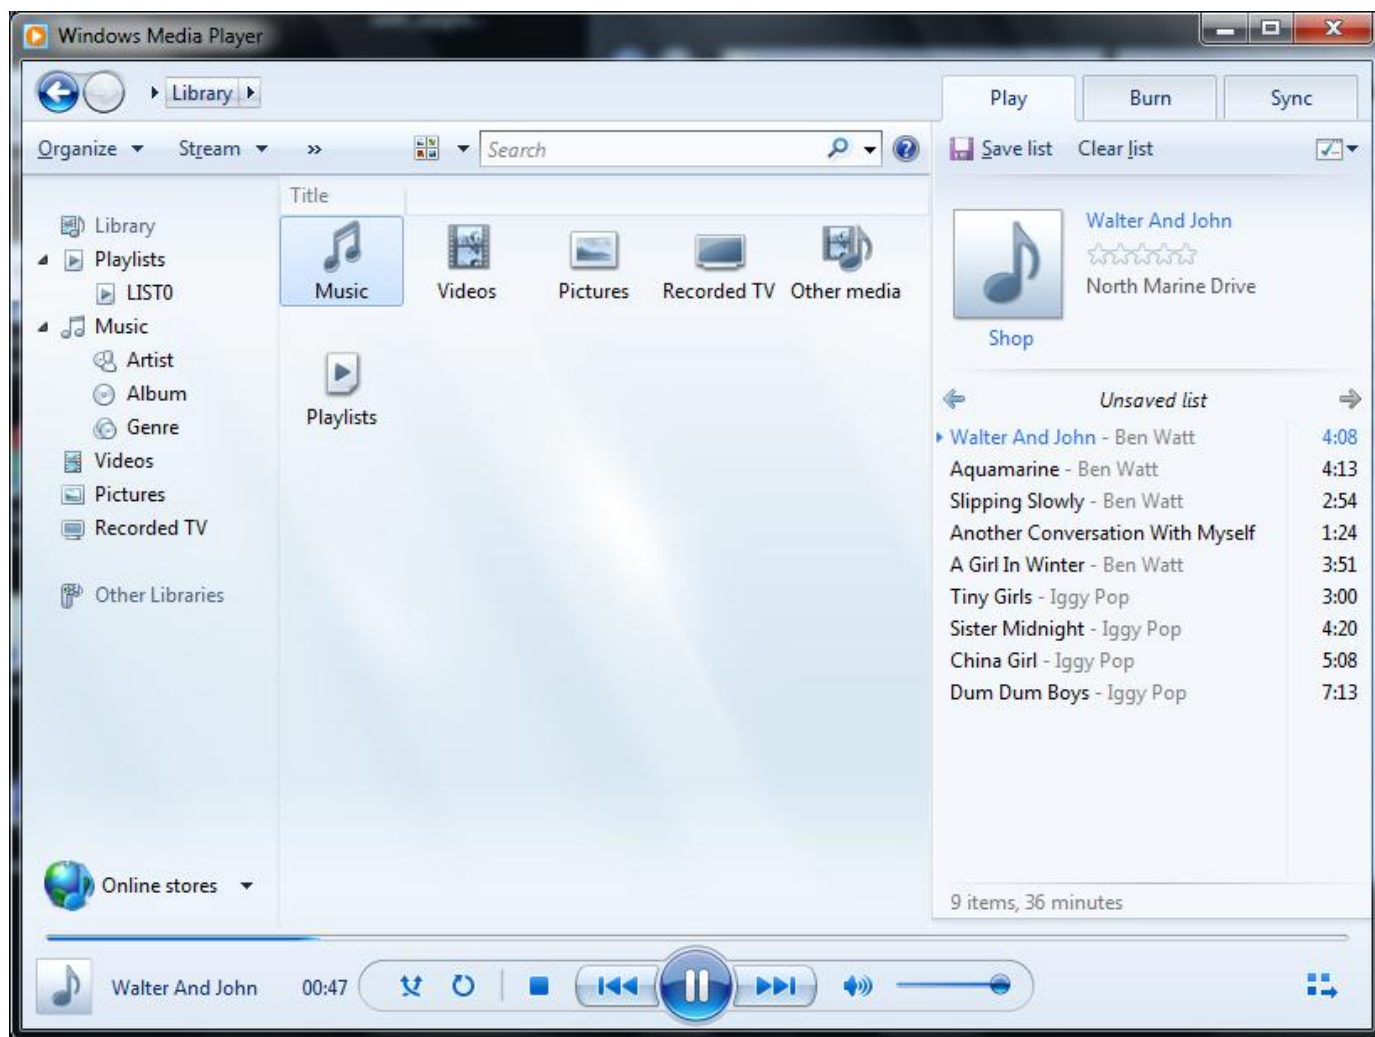 Windows Media Player
Library
Play Burn Sync
Organize Stream » Search
Save list Clear list
Title
Library
Playlists
LIST0
Music
Artist
Album
Genre
Videos
Pictures
Recorded TV
Other Libraries
Online stores
Music Videos Pictures Recorded TV Other media
Playlists
Walter And John
North Marine Drive
Shop
Unsaved list
Walter And John - Ben Watt 4:08
Aquamarine - Ben Watt 4:13
Slipping Slowly - Ben Watt 2:54
Another Conversation With Myself 1:24
A Girl In Winter - Ben Watt 3:51
Tiny Girls - Iggy Pop 3:00
Sister Midnight - Iggy Pop 4:20
China Girl - Iggy Pop 5:08
Dum Dum Boys - Iggy Pop 7:13
9 items, 36 minutes
Walter And John 00:47